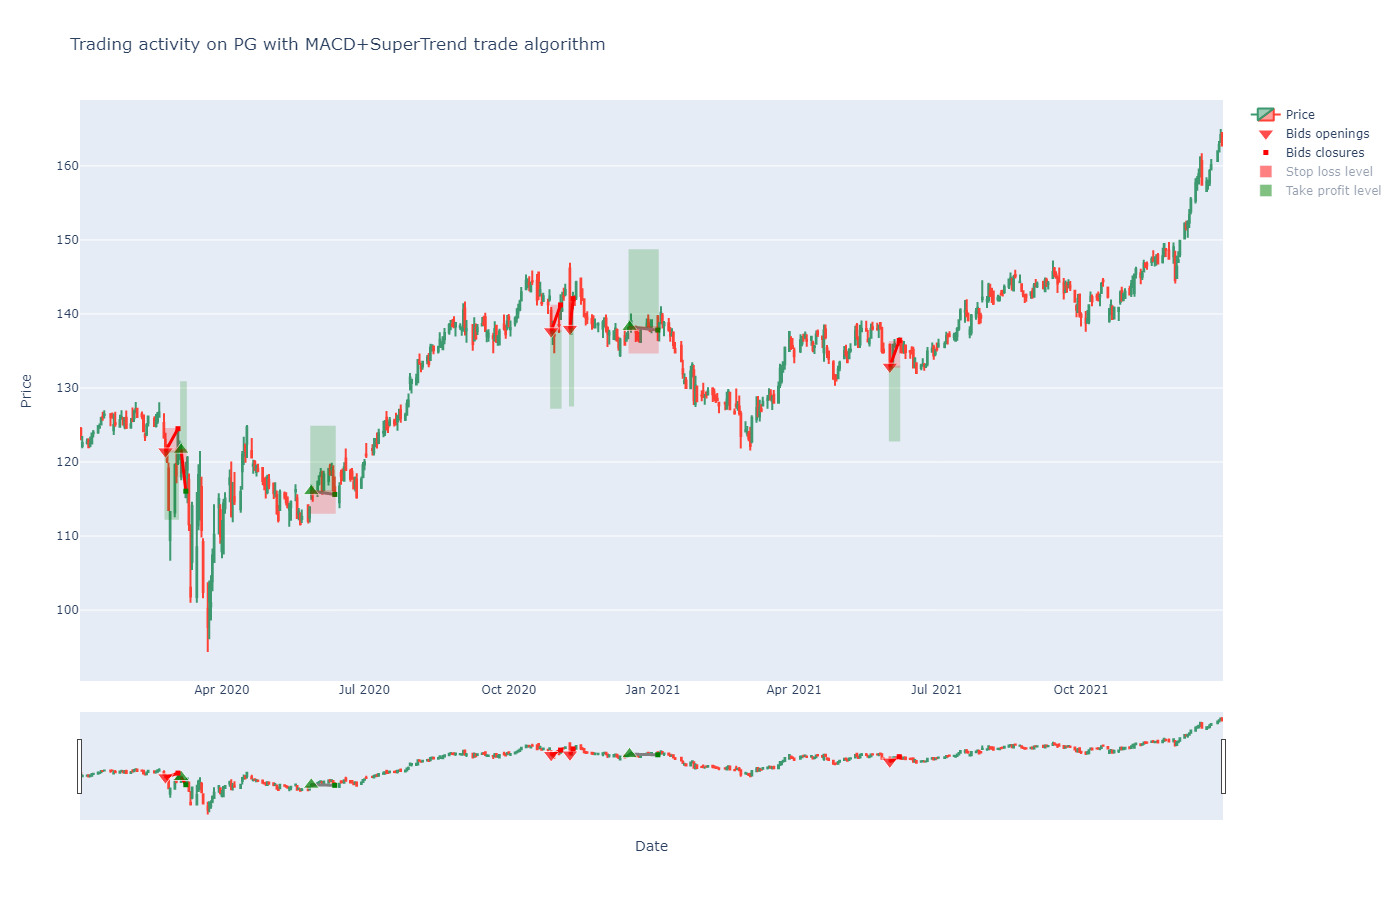 Trading activity on PG with MACD+SuperTrend trade algorithm
Price
Bids openings
Bids closures
Stop loss level
Take profit level
160
150
140
130
120
110
100
Price
Apr 2020
Jul 2020
Oct 2020
Jan 2021
Apr 2021
Jul 2021
Oct 2021
Date